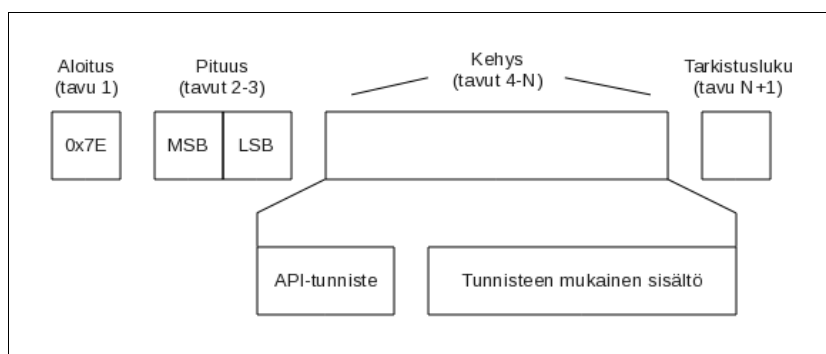 Aloitus
(tavu 1)
Pituus
(tavut 2-3)
Kehys
(tavut 4-N)
Tarkistusluku
(tavu N+1)
0x7E
MSB
LSB
API-tunniste
Tunnisteen mukainen sisältö